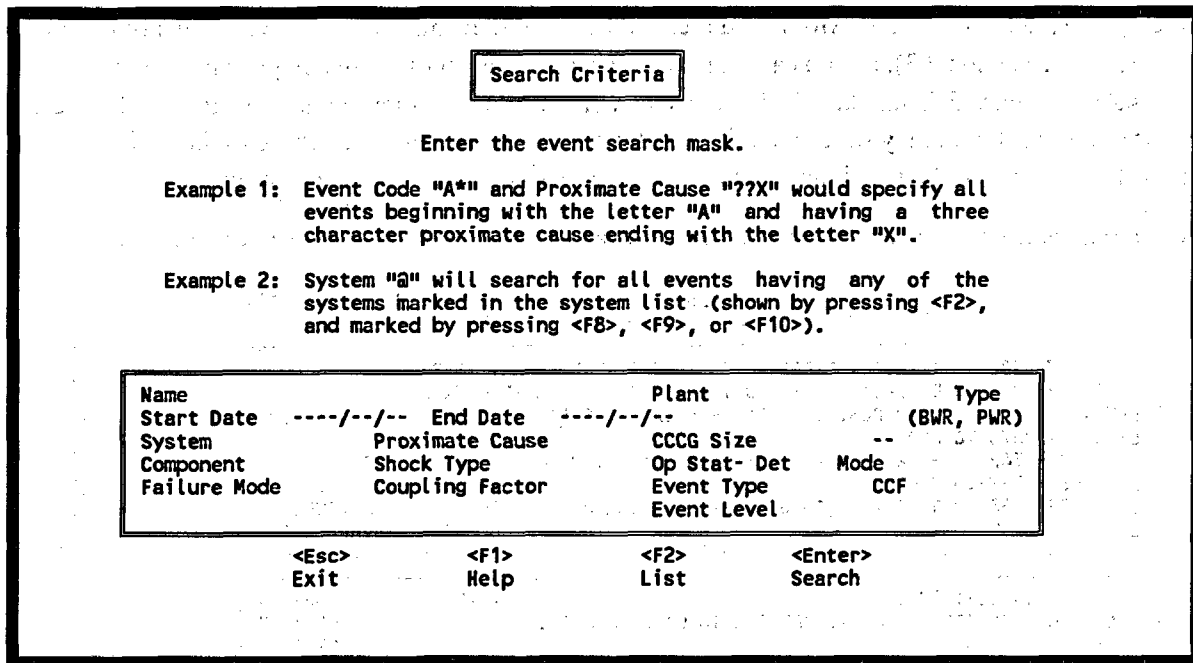 Search Criteria
Enter the event search mask.
Example 1: Event Code "A*" and Proximate Cause "??X" would specify all
events beginning with the letter "A" and having a three
character proximate cause ending with the letter "X".
Example 2: System "@" will search for all events having any of the
systems marked in the system list (shown by pressing <F2>,
and marked by pressing <F8>, <F9>, or <F10>).
Name Plant Type
Start Date ----/--/-- End Date ----/--/-- (BWR, PWR)
System Proximate Cause CCCG Size --
Component Shock Type Op Stat- Det Mode
Failure Mode Coupling Factor Event Type CCF
Event Level
<Esc> <F1> <F2> <Enter>
Exit Help List Search